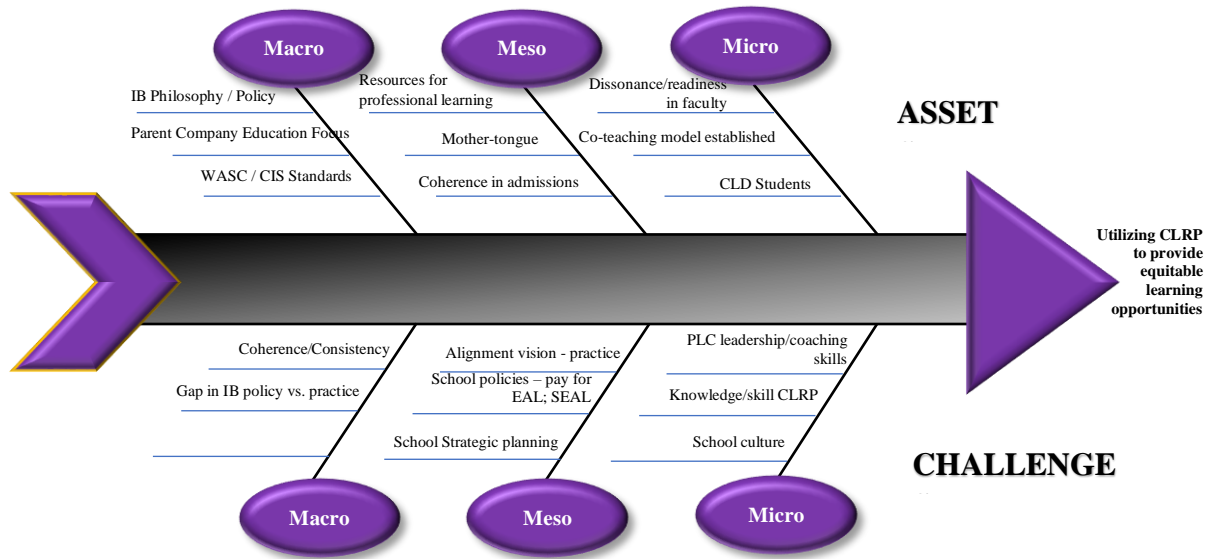 Macro
Meso
Micro
IB Philosophy / Policy
Parent Company Education Focus
WASC / CIS Standards
Resources for
professional learning
Mother-tongue
Coherence in admissions
Dissonance/readiness
in faculty
Co-teaching model established
CLD Students
ASSET
Utilizing CLRP
to provide
equitable
learning
opportunities
Coherence/Consistency
Gap in IB policy vs. practice
Alignment vision - practice
School policies – pay for
EAL; SEAL
School Strategic planning
PLC leadership/coaching
skills
Knowledge/skill CLRP
School culture
CHALLENGE
Macro
Meso
Micro